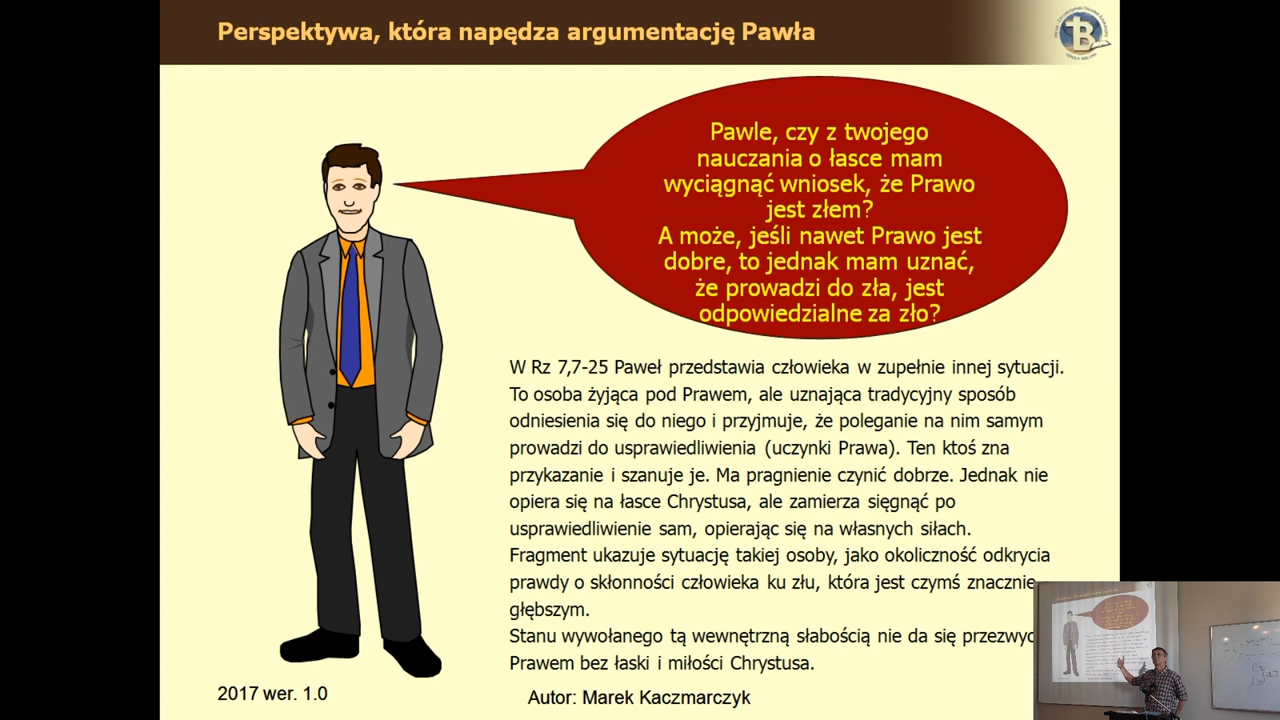 Perspektywa, która napędza argumentację Pawła
Pawle, czy z twojego
nauczania o łasce mam
wyciągnąć wniosek, że Prawo
jest złem?
A może, jeśli nawet Prawo jest
dobre, to jednak mam uznać,
że prowadzi do zła, jest
odpowiedzialne za zło?
W Rz 7,7-25 Paweł przedstawia człowieka w zupełnie innej sytuacji.
To osoba żyjąca pod Prawem, ale uznająca tradycyjny sposób
odniesienia się do niego i przyjmuje, że poleganie na nim samym
prowadzi do usprawiedliwienia (uczynki Prawa). Ten ktoś zna
przykazanie i szanuje je. Ma pragnienie czynić dobrze. Jednak nie
opiera się na łasce Chrystusa, ale zamierza sięgnąć po
usprawiedliwienie sam, opierając się na własnych siłach.
Fragment ukazuje sytuację takiej osoby, jako okoliczność odkrycia
prawdy o skłonności człowieka ku złu, która jest czymś znacznie
głębszym.
Stanu wywołanego tą wewnętrzną słabością nie da się
Prawem bez łaski i miłości Chrystusa.
2017 wer. 1.0
Autor: Marek Kaczmarczyk